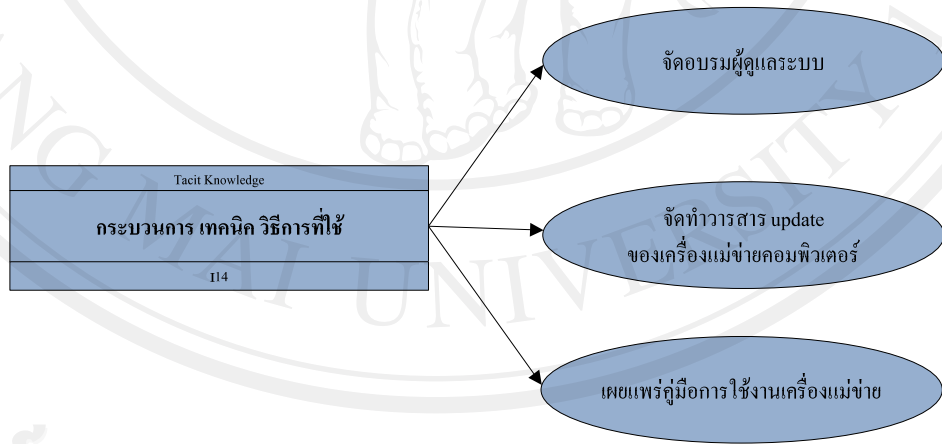 จัดอบรมผู้ดูแลระบบ
Tacit Knowledge
กระบวนการ เทคนิค วิธีการที่ใช้
I14
จัดทำวารสาร update
ของเครื่องแม่ข่ายคอมพิวเตอร์
เผยแพร่คู่มือการใช้งานเครื่องแม่ข่าย
NG MAI UNIVERSITY